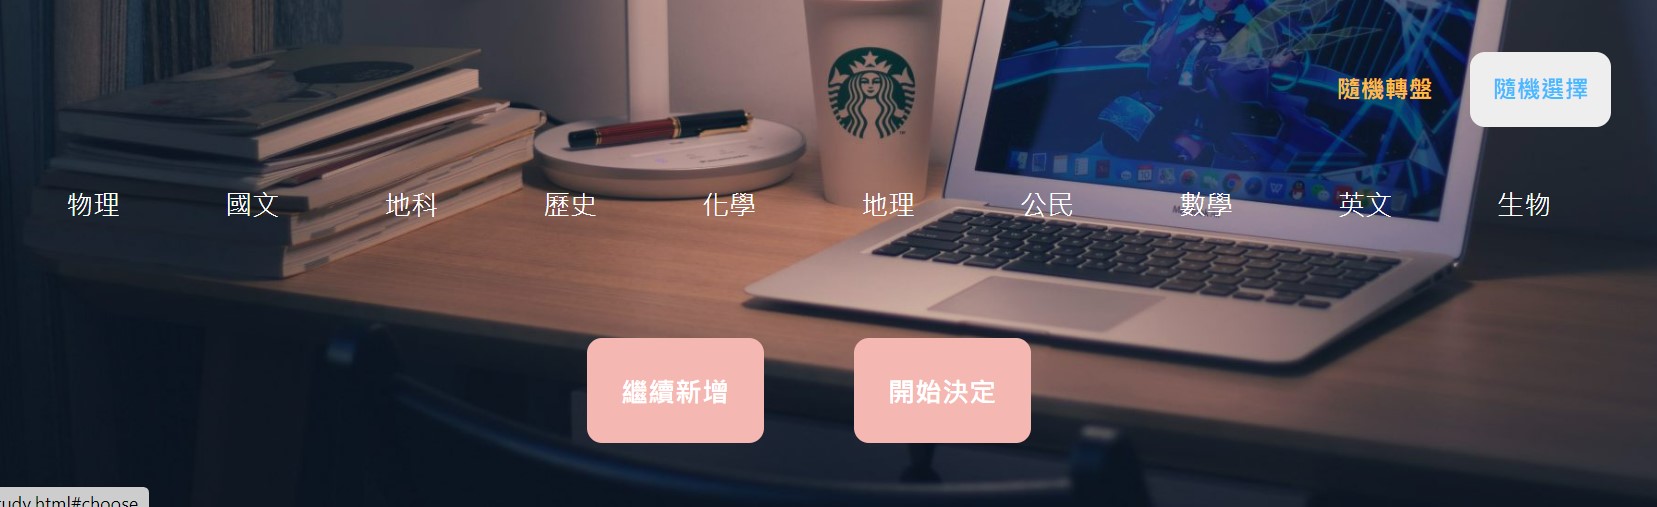 隨機轉盤 隨機選擇
物理 國文 地科 歷史 化學 地理 公民 數學 英文 生物
繼續新增 開始決定
udy.html#choose